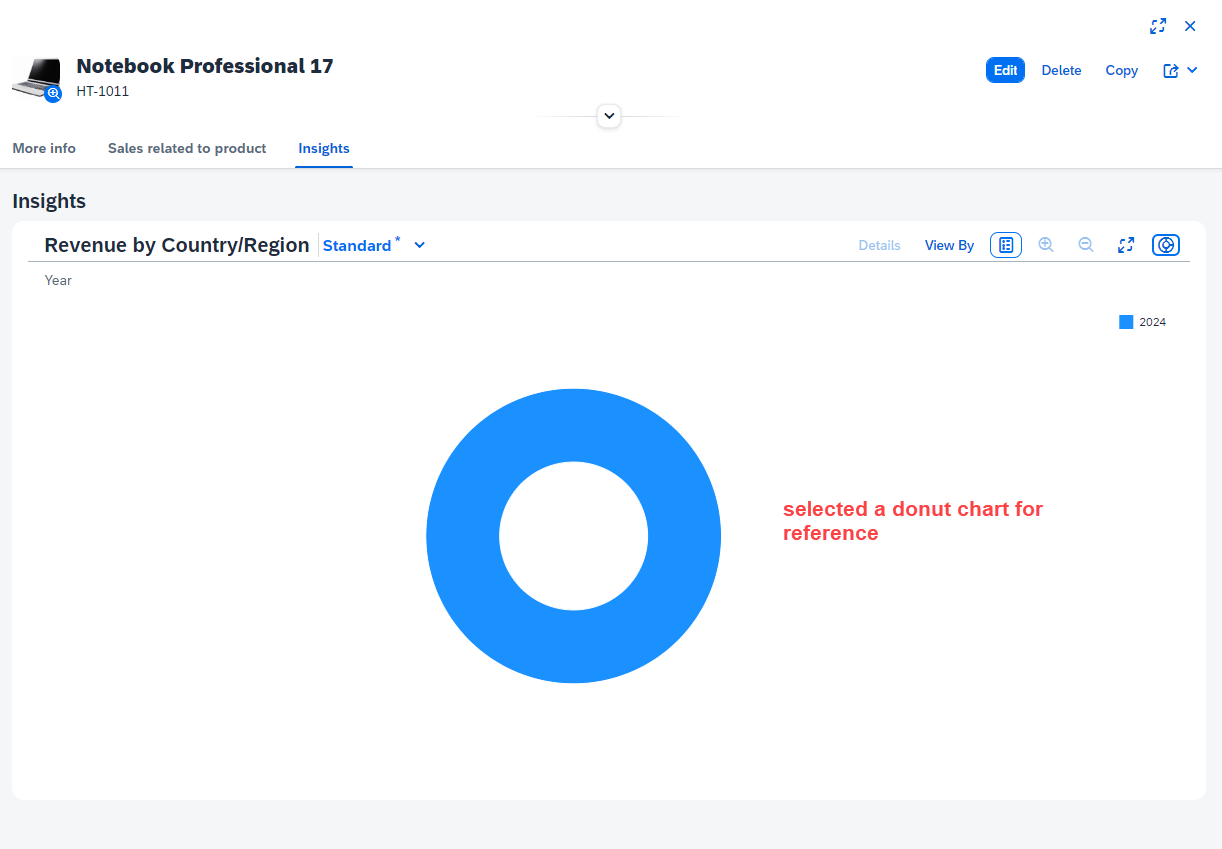 Notebook Professional 17
HT-1011
Edit
Delete
Copy
More info
Sales related to product
Insights
Insights
Revenue by Country/Region
Standard *
Details
View By
Year
2024
selected a donut chart for
reference